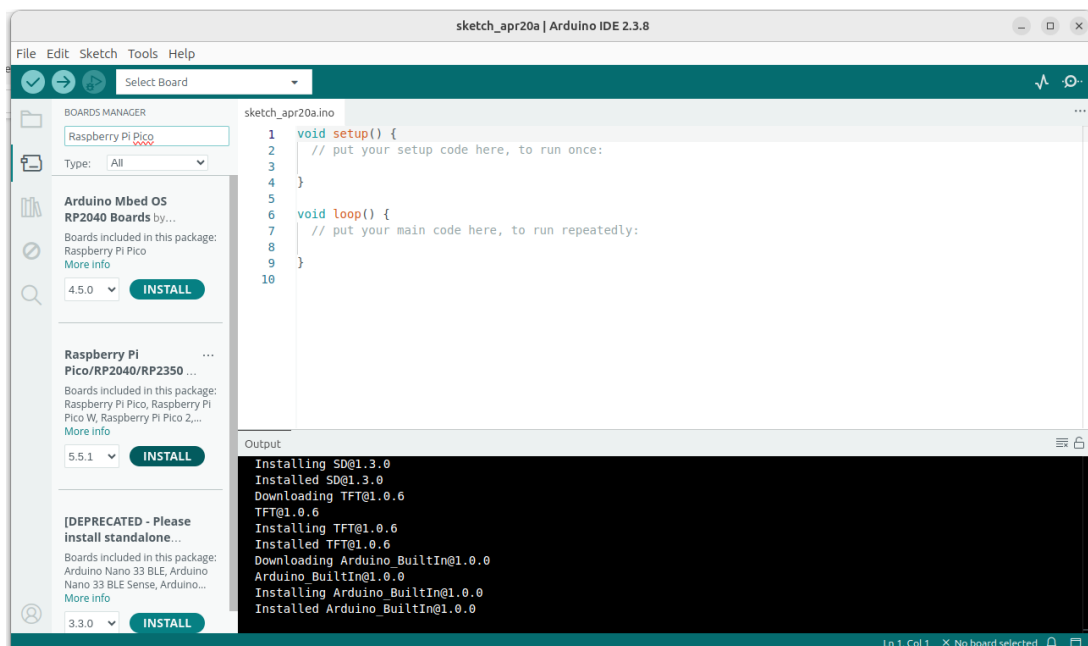 sketch_apr20a | Arduino IDE 2.3.8
File Edit Sketch Tools Help
Select Board
BOARDS MANAGER
Raspberry Pi Pico
Type: All
Arduino Mbed OS
RP2040 Boards by...
Boards included in this package:
Raspberry Pi Pico
More info
4.5.0 INSTALL
Raspberry Pi ...
Pico/RP2040/RP2350 ...
Boards included in this package:
Raspberry Pi Pico, Raspberry Pi
Pico W, Raspberry Pi Pico 2,...
More info
5.5.1 INSTALL
[DEPRECATED - Please
install standalone...
Boards included in this package:
Arduino Nano 33 BLE, Arduino
Nano 33 BLE Sense, Arduino...
More info
3.3.0 INSTALL
sketch_apr20a.ino ...
1 void setup() {
2 // put your setup code here, to run once:
3
4 }
5
6 void loop() {
7 // put your main code here, to run repeatedly:
8
9 }
10
Output
Installing SD@1.3.0
Installed SD@1.3.0
Downloading TFT@1.0.6
TFT@1.0.6
Installing TFT@1.0.6
Installed TFT@1.0.6
Downloading Arduino_BuiltIn@1.0.0
Arduino_BuiltIn@1.0.0
Installing Arduino_BuiltIn@1.0.0
Installed Arduino_BuiltIn@1.0.0
Ln 1, Col 1 × No board selected